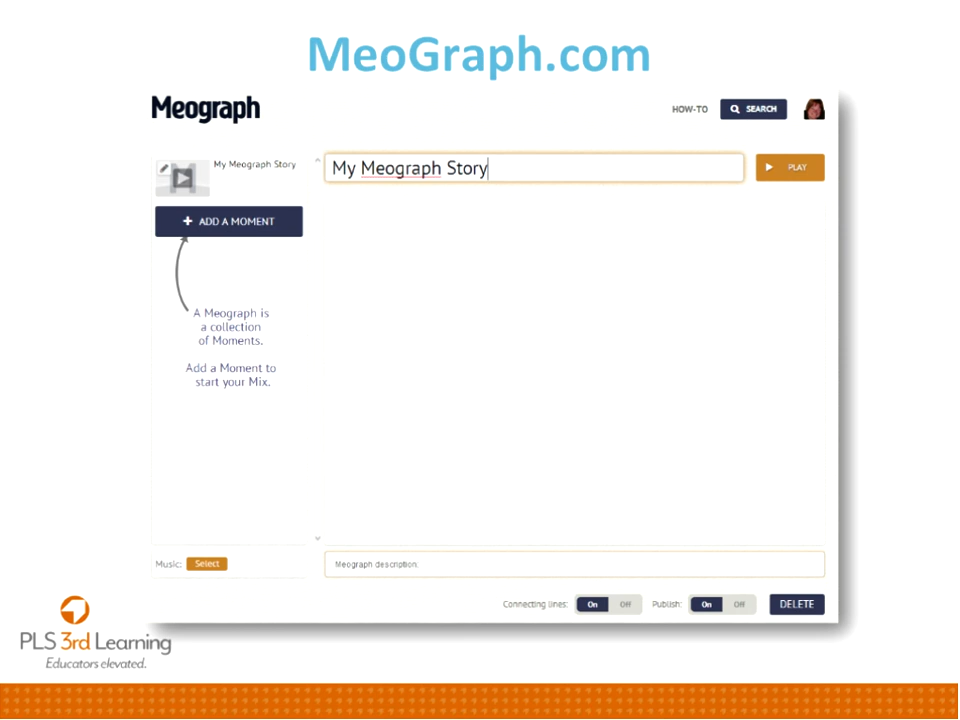 MeoGraph.com
Meograph
HOW-TO
SEARCH
My Meograph Story
My Meograph Story
PLAY
+ ADD A MOMENT
A Meograph is
a collection
of Moments.
Add a Moment to
start your Mix.
Music: Select
Meograph description.
Connecting lines: On Off Publish: On Off DELETE
PLS 3rd Learning
Educators elevated.